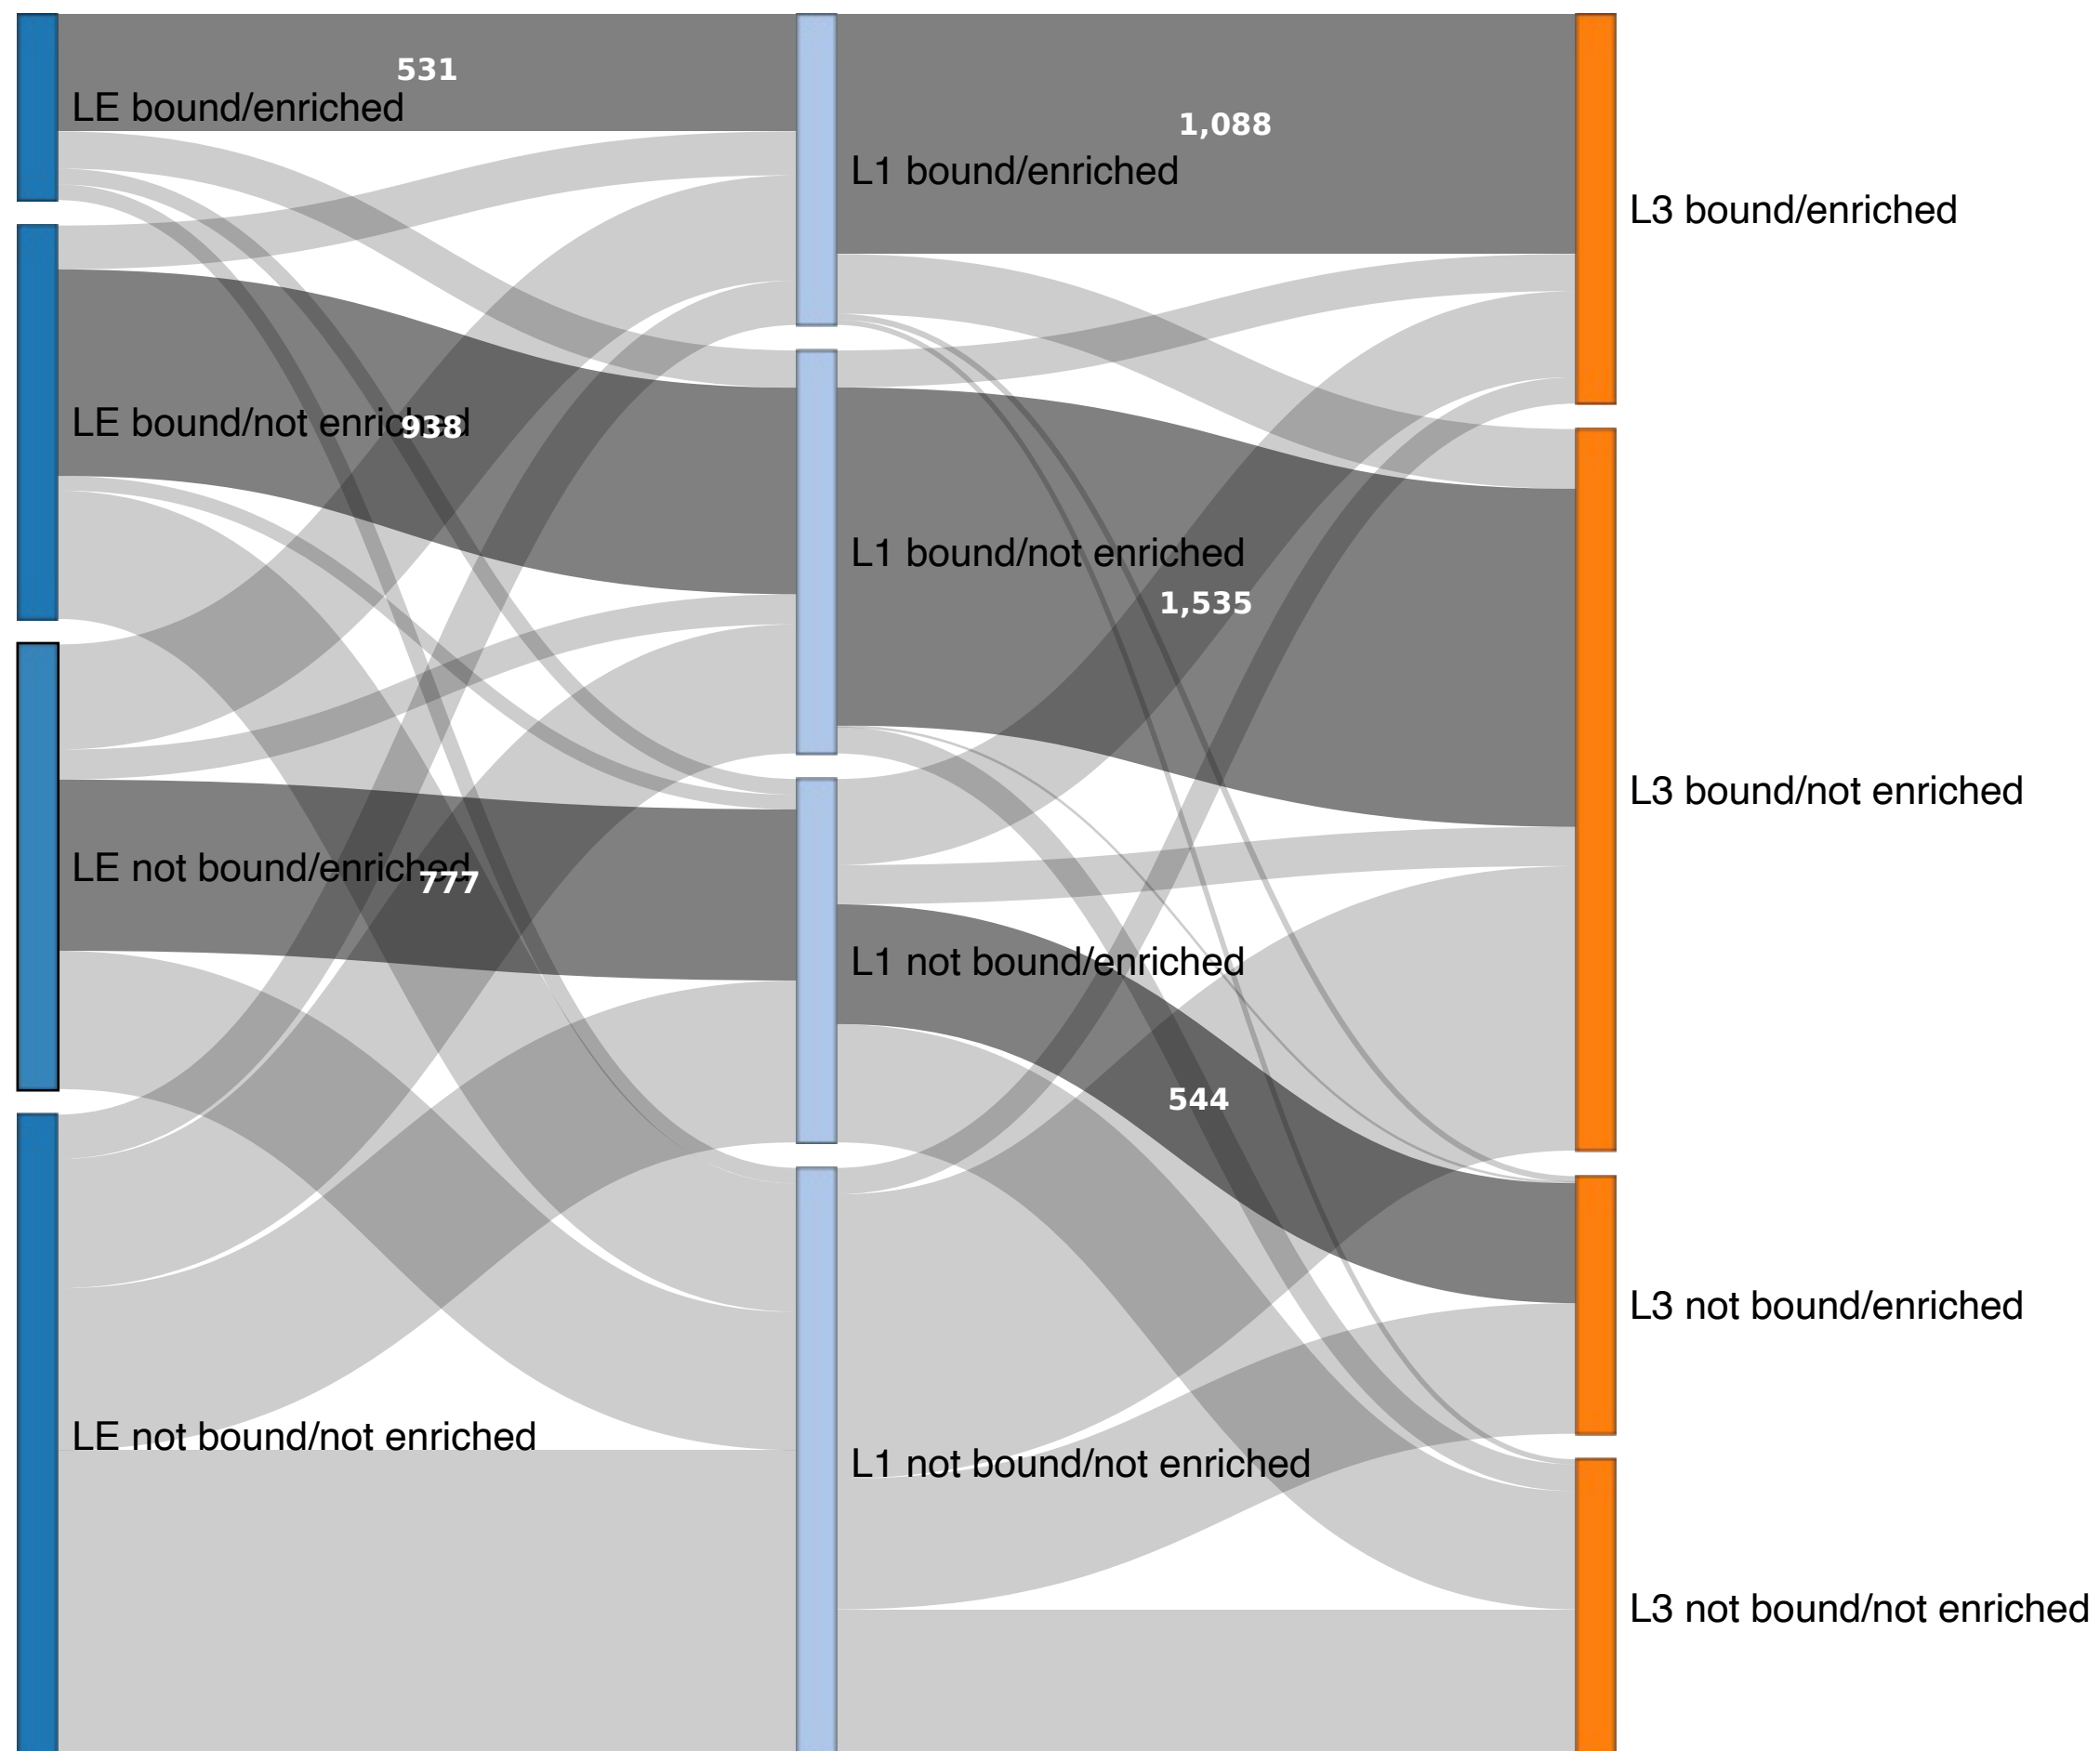 531
LE bound/enriched
1,088
L1 bound/enriched
L3 bound/enriched
LE bound/not enriched
938
L1 bound/not enriched
1,535
L3 bound/not enriched
LE not bound/enriched
777
L1 not bound/enriched
544
L3 not bound/enriched
LE not bound/not enriched
L1 not bound/not enriched
L3 not bound/not enriched